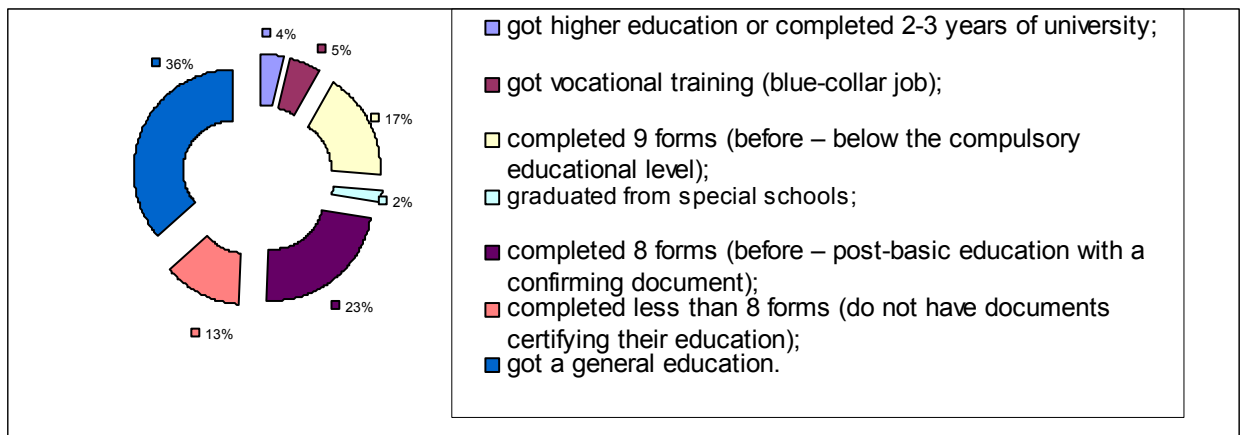 4%
5%
36%
17%
2%
23%
13%
got higher education or completed 2-3 years of university;
got vocational training (blue-collar job);
completed 9 forms (before – below the compulsory
educational level);
graduated from special schools;
completed 8 forms (before – post-basic education with a
confirming document);
completed less than 8 forms (do not have documents
certifying their education);
got a general education.